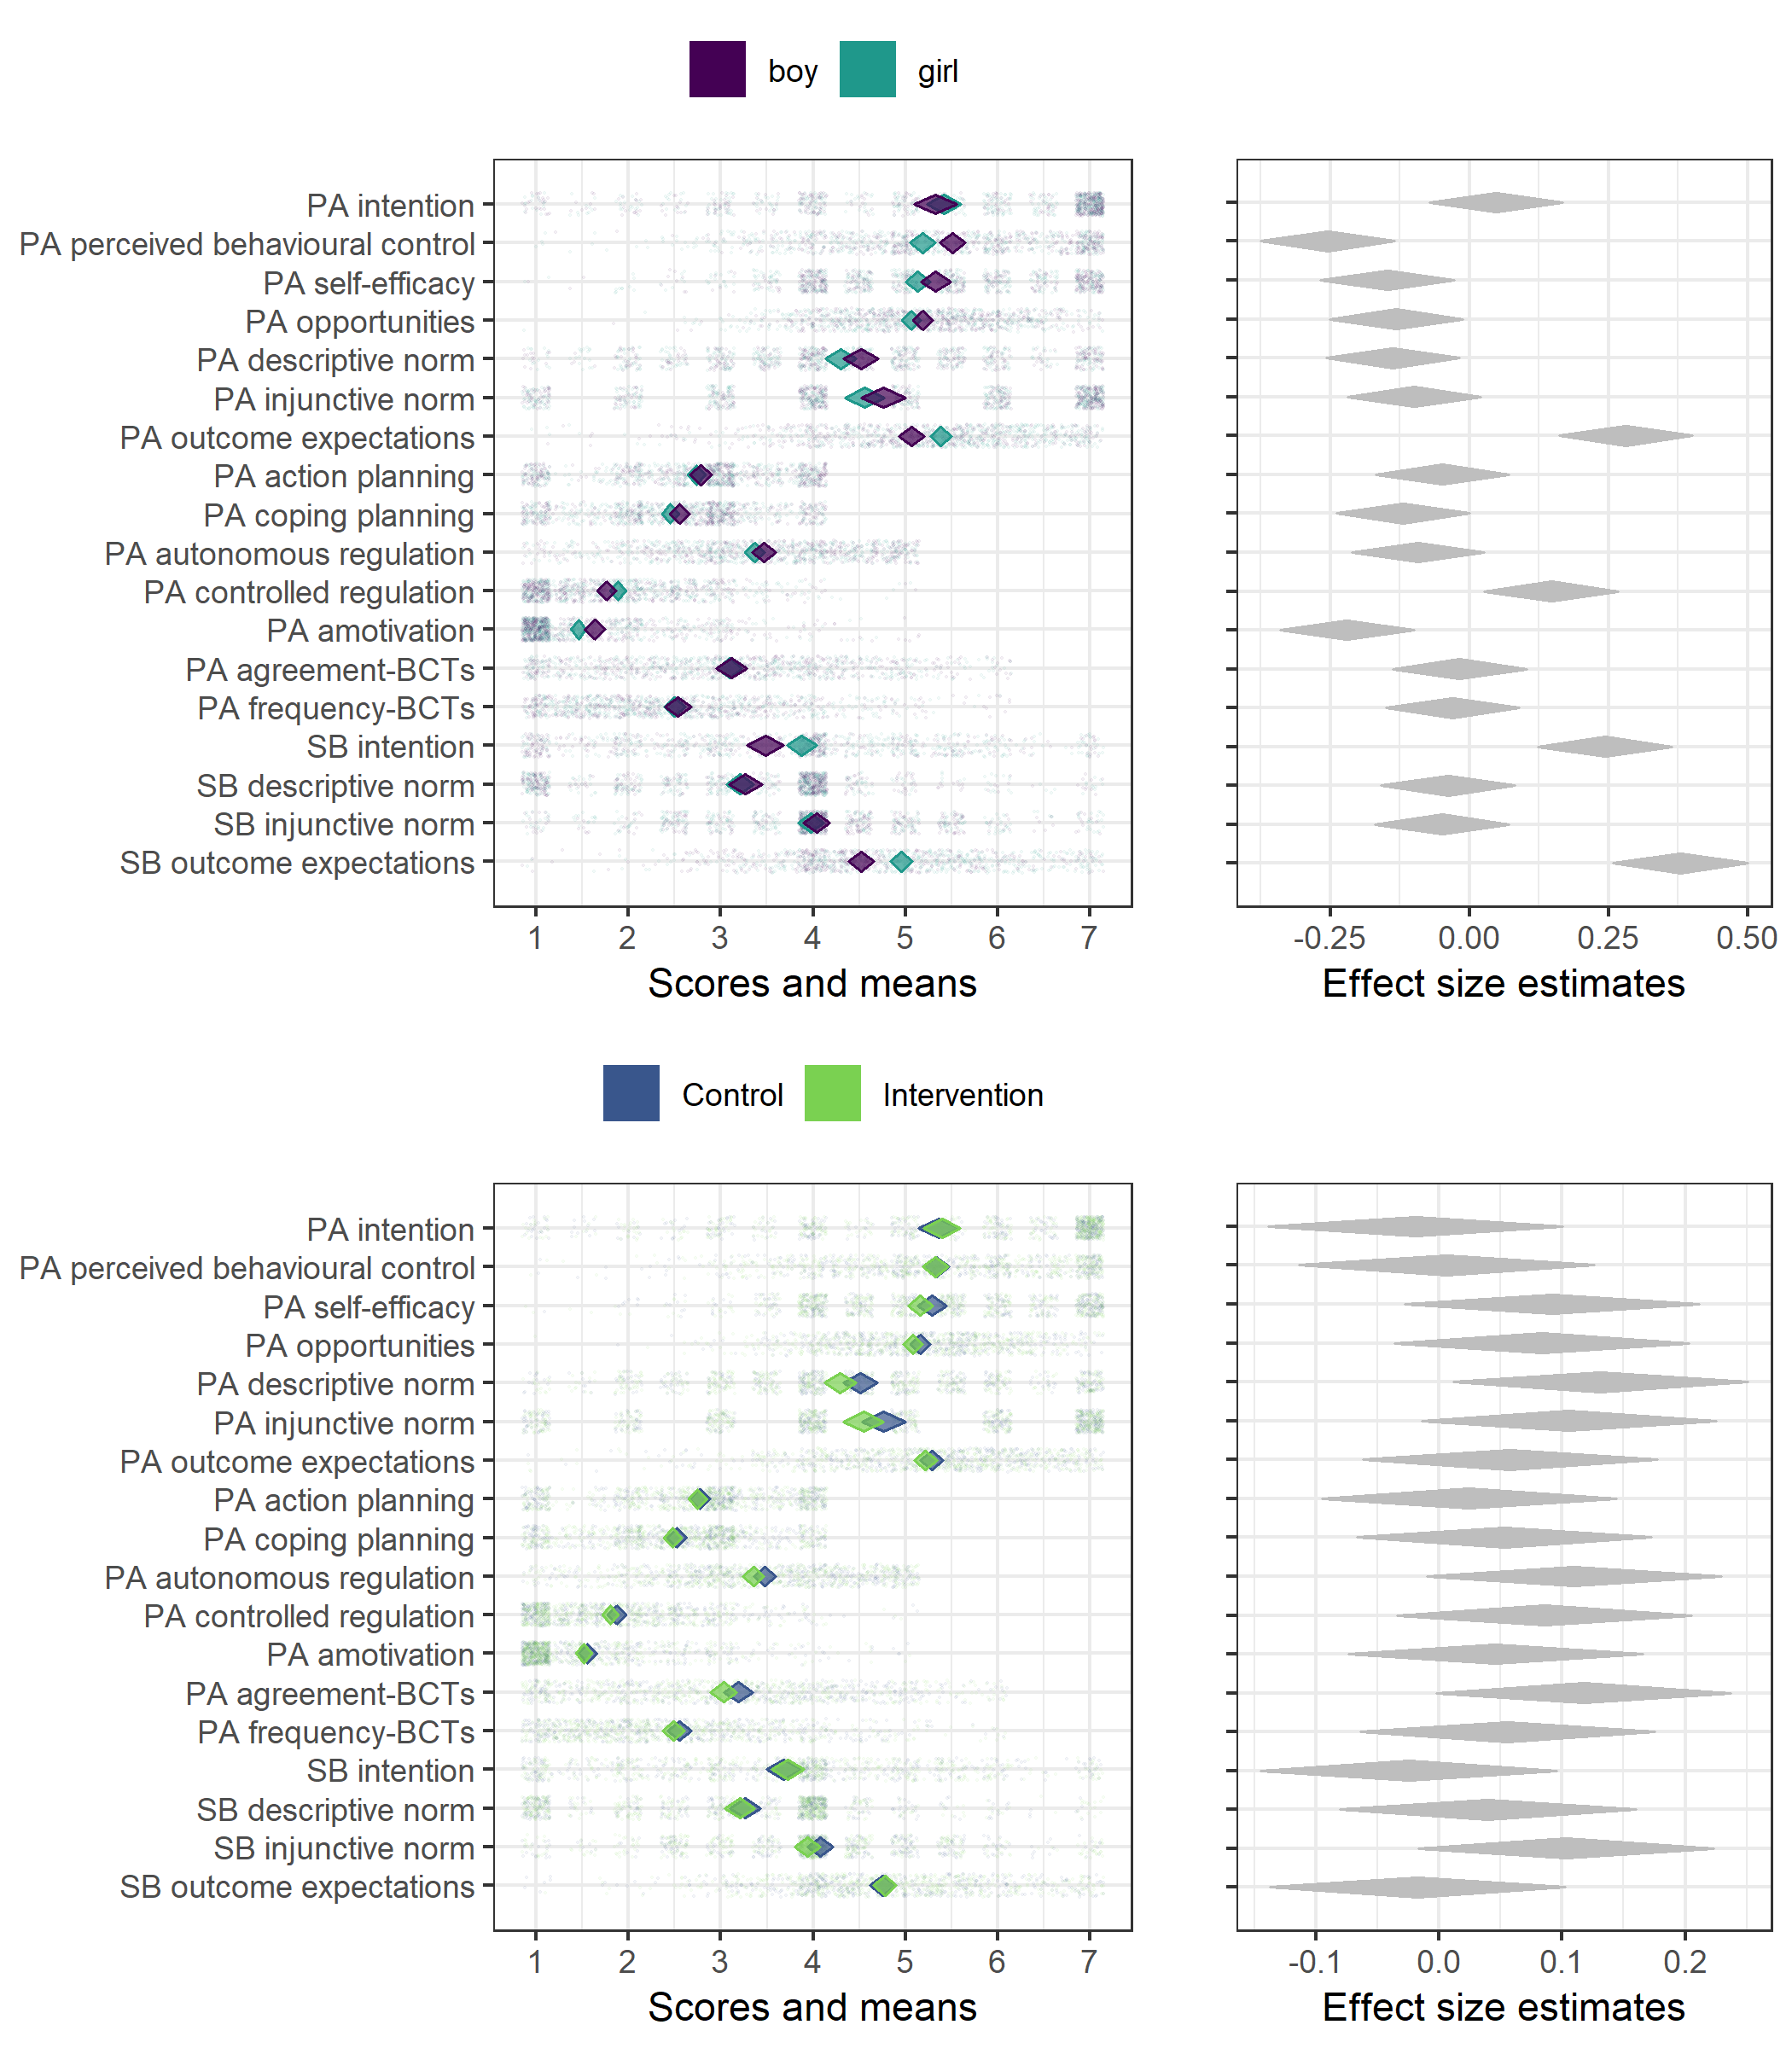 boy girl
PA intention
PA perceived behavioural control
PA self-efficacy
PA opportunities
PA descriptive norm
PA injunctive norm
PA outcome expectations
PA action planning
PA coping planning
PA autonomous regulation
PA controlled regulation
PA amotivation
PA agreement-BCTs
PA frequency-BCTs
SB intention
SB descriptive norm
SB injunctive norm
SB outcome expectations
1 2 3 4 5 6 7
Scores and means
-0.25 0.00 0.25 0.50
Effect size estimates
Control Intervention
PA intention
PA perceived behavioural control
PA self-efficacy
PA opportunities
PA descriptive norm
PA injunctive norm
PA outcome expectations
PA action planning
PA coping planning
PA autonomous regulation
PA controlled regulation
PA amotivation
PA agreement-BCTs
PA frequency-BCTs
SB intention
SB descriptive norm
SB injunctive norm
SB outcome expectations
1 2 3 4 5 6 7
Scores and means
-0.1 0.0 0.1 0.2
Effect size estimates